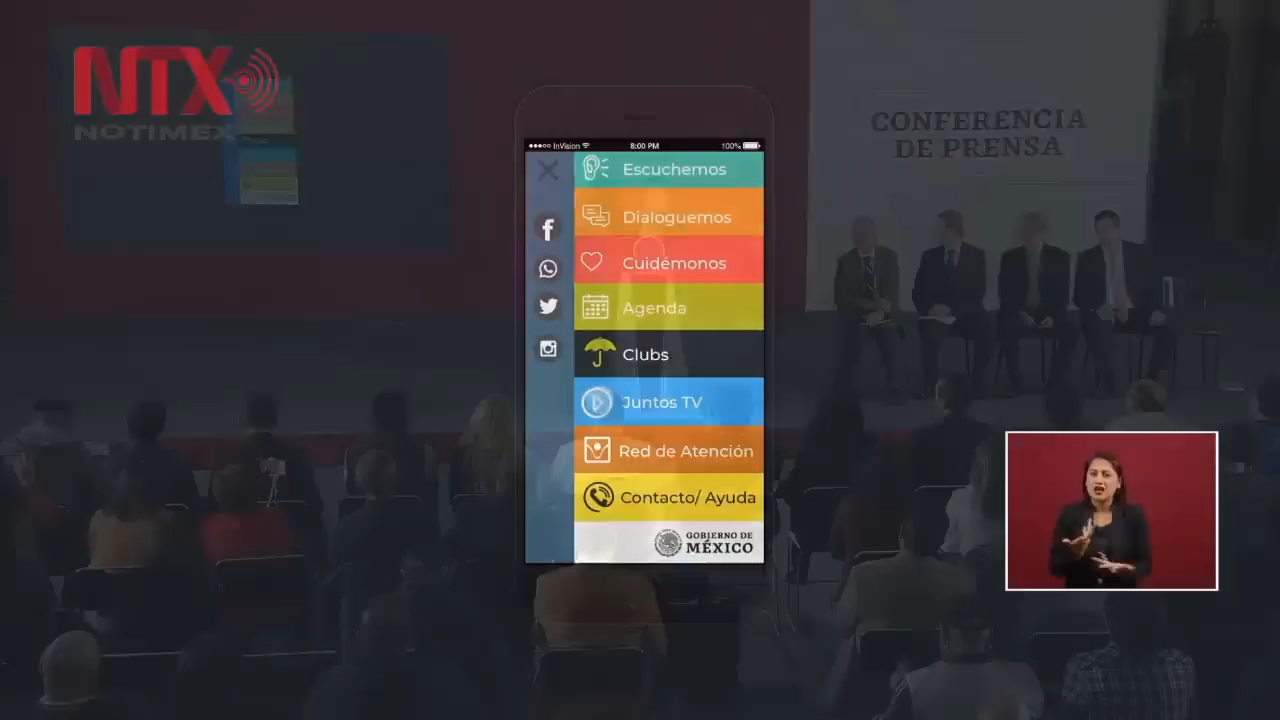 NTX
NOTIMEX
CONFERENCIA
DE PRENSA
InVision
8:00 PM
100%
Escuchemos
Dialoguemos
Cuidémonos
Agenda
Clubs
Juntos TV
Red de Atención
Contacto/ Ayuda
GOBIERNO DE
MÉXICO